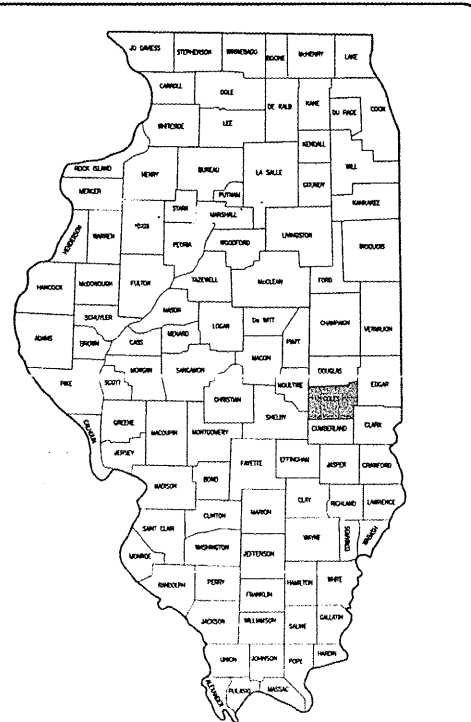 JO DAVIESS
STEPHENSON
WINNEBAGO
BOONE
McHENRY
LAKE
CARROLL
OGLE
DE KALB
KANE
COOK
DU PAGE
WHITESIDE
LEE
KENDALL
WILL
ROCK ISLAND
HENRY
BUREAU
LA SALLE
GRUNDY
MERCER
PUTNAM
KANKAKEE
STARK
MARSHALL
HENDERSON
WARREN
KNOX
PEORIA
WOODFORD
LIVINGSTON
IROQUOIS
HANCOCK
McDONOUGH
FULTON
TAZEWELL
McCLEAN
FORD
SCHUYLER
MASON
LOGAN
De WITT
CHAMPAIGN
VERMILION
ADAMS
BROWN
CASS
MENARD
PIATT
MACON
PIKE
SCOTT
MORGAN
SANGAMON
CHRISTIAN
MOULTRIE
DOUGLAS
EDGAR
COLES
SHELBY
CALHOUN
GREENE
MACOUPIN
MONTGOMERY
CUMBERLAND
CLARK
JERSEY
FAYETTE
EFFINGHAM
JASPER
CRAWFORD
MADISON
BOND
CLAY
RICHLAND
LAWRENCE
CLINTON
MARION
SAINT CLAIR
WAYNE
EDWARDS
WABASH
MONROE
WASHINGTON
JEFFERSON
RANDOLPH
PERRY
HAMILTON
WHITE
FRANKLIN
JACKSON
WILLIAMSON
SALINE
GALLATIN
UNION
JOHNSON
POPE
HARDIN
ALEXANDER
PULASKI
MASSAC